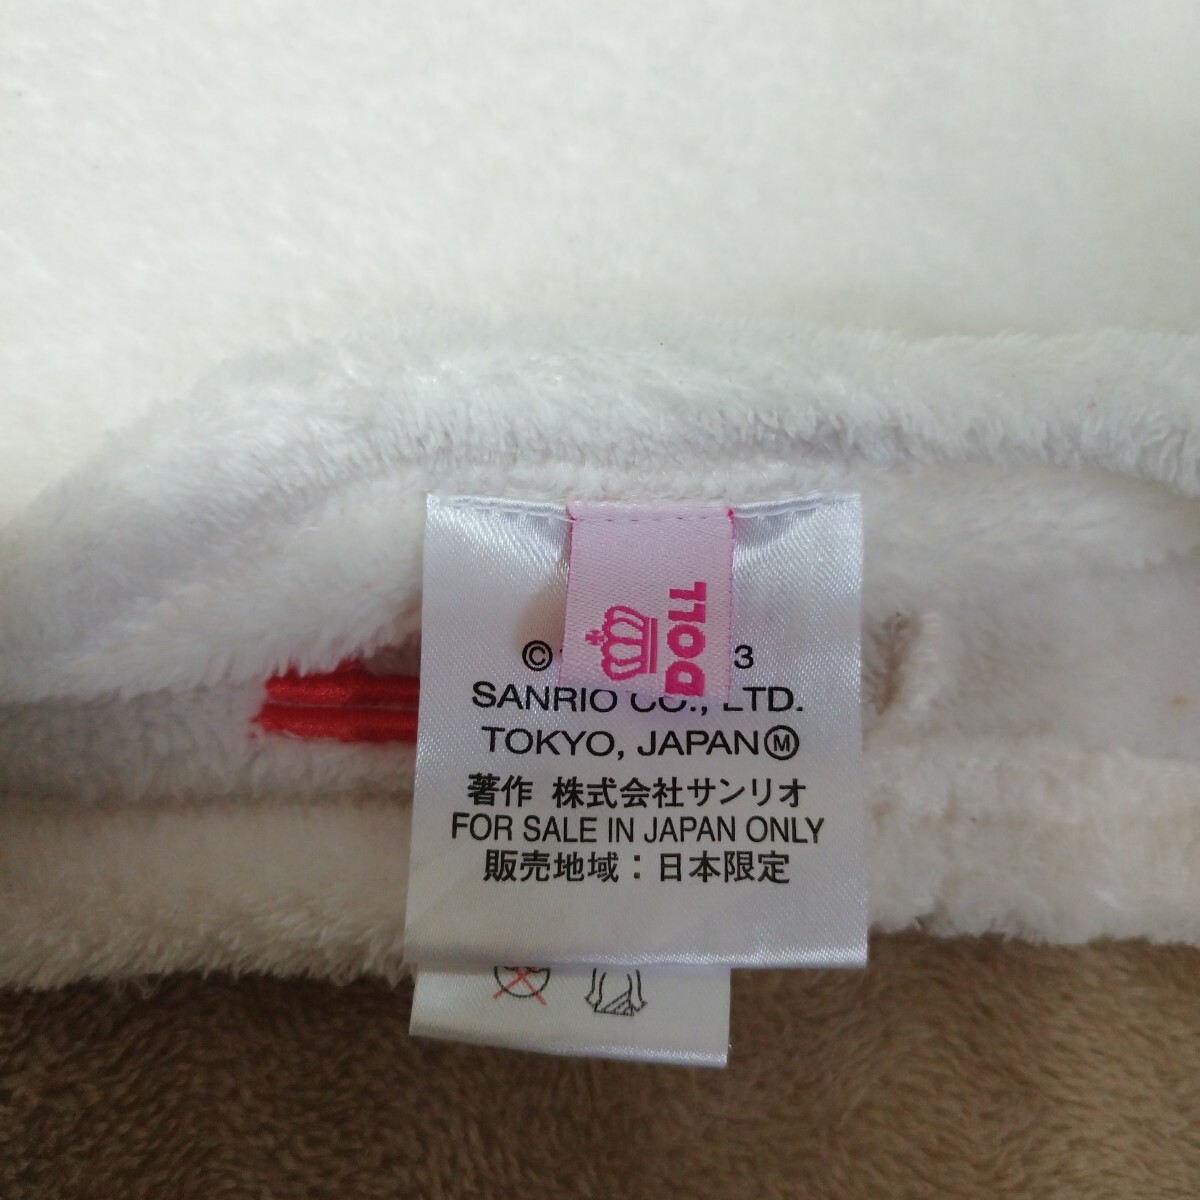 DOLL
© 3
SANRIO CO., LTD.
TOKYO, JAPAN Ⓜ
著作 株式会社サンリオ
FOR SALE IN JAPAN ONLY
販売地域：日本限定